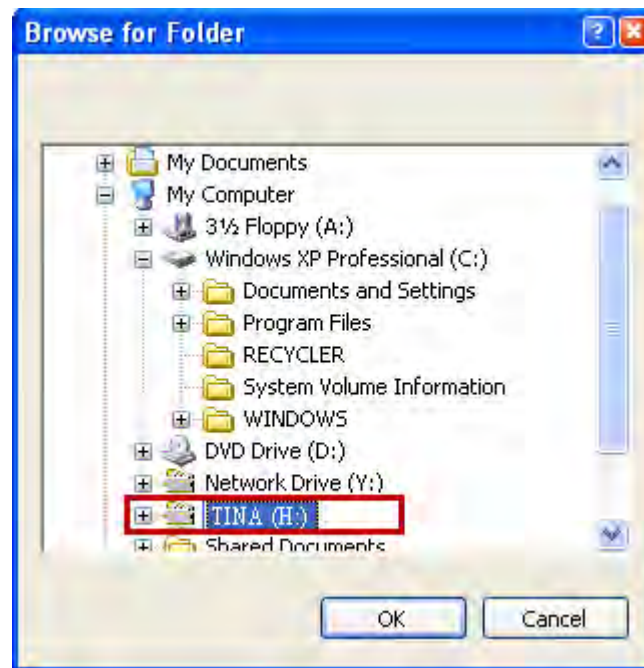 Browse for Folder
My Documents
My Computer
3½ Floppy (A:)
Windows XP Professional (C:)
Documents and Settings
Program Files
RECYCLER
System Volume Information
WINDOWS
DVD Drive (D:)
Network Drive (Y:)
TINA (H:)
Shared Documents
OK Cancel